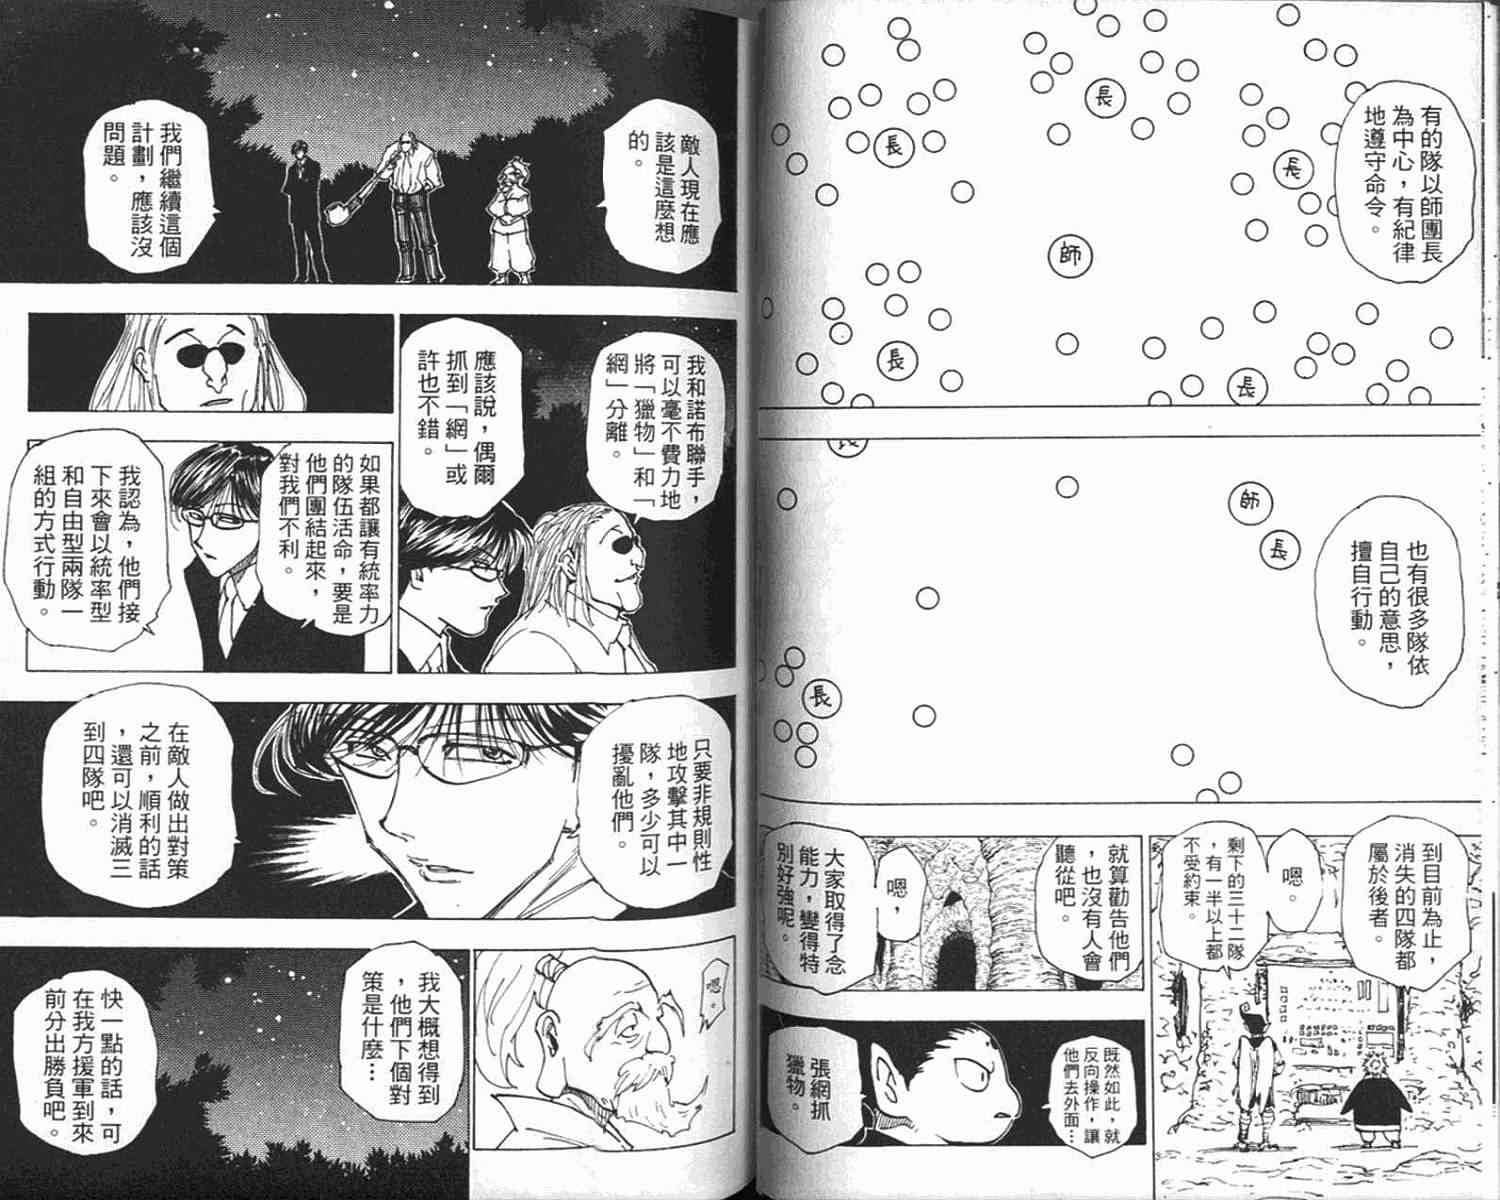 有的隊以師團長
為中心，有紀律
地遵守命令。
長
長
長
師
長
長
也有很多隊依
自己的意思，
擅自行動。
長
師
長
長
到目前為止，
消失的四隊都
屬於後者。
嗯。
剩下的三十二隊
，有一半以上都
不受約束。
就算勸告他們
，也沒有人會
聽從吧。
嗯，
大家取得了念
能力，變得特
別好強呢。
既然如此，就
反向操作，讓
他們去外面…
張網抓
獵物。
敵人現在應
該是這麼想
的。
我們繼續這個
計劃，應該沒
問題。
我和諾布聯手，
可以毫不費力地
將「獵物」和「
網」分離。
應該說，偶爾
抓到「網」或
許也不錯。
如果都讓有統率力
的隊伍活命，要是
他們團結起來，
對我們不利。
我認為，他們接
下來會以統率型
和自由型兩隊一
組的方式行動。
只要非規則性
地攻擊其中一
隊，多少可以
擾亂他們。
在敵人做出對策
之前，順利的話
，還可以消滅三
到四隊吧。
嗯。
我大概想得到
，他們下個對
策是什麼…
快一點的話，可
在我方援軍到來
前分出勝負吧。